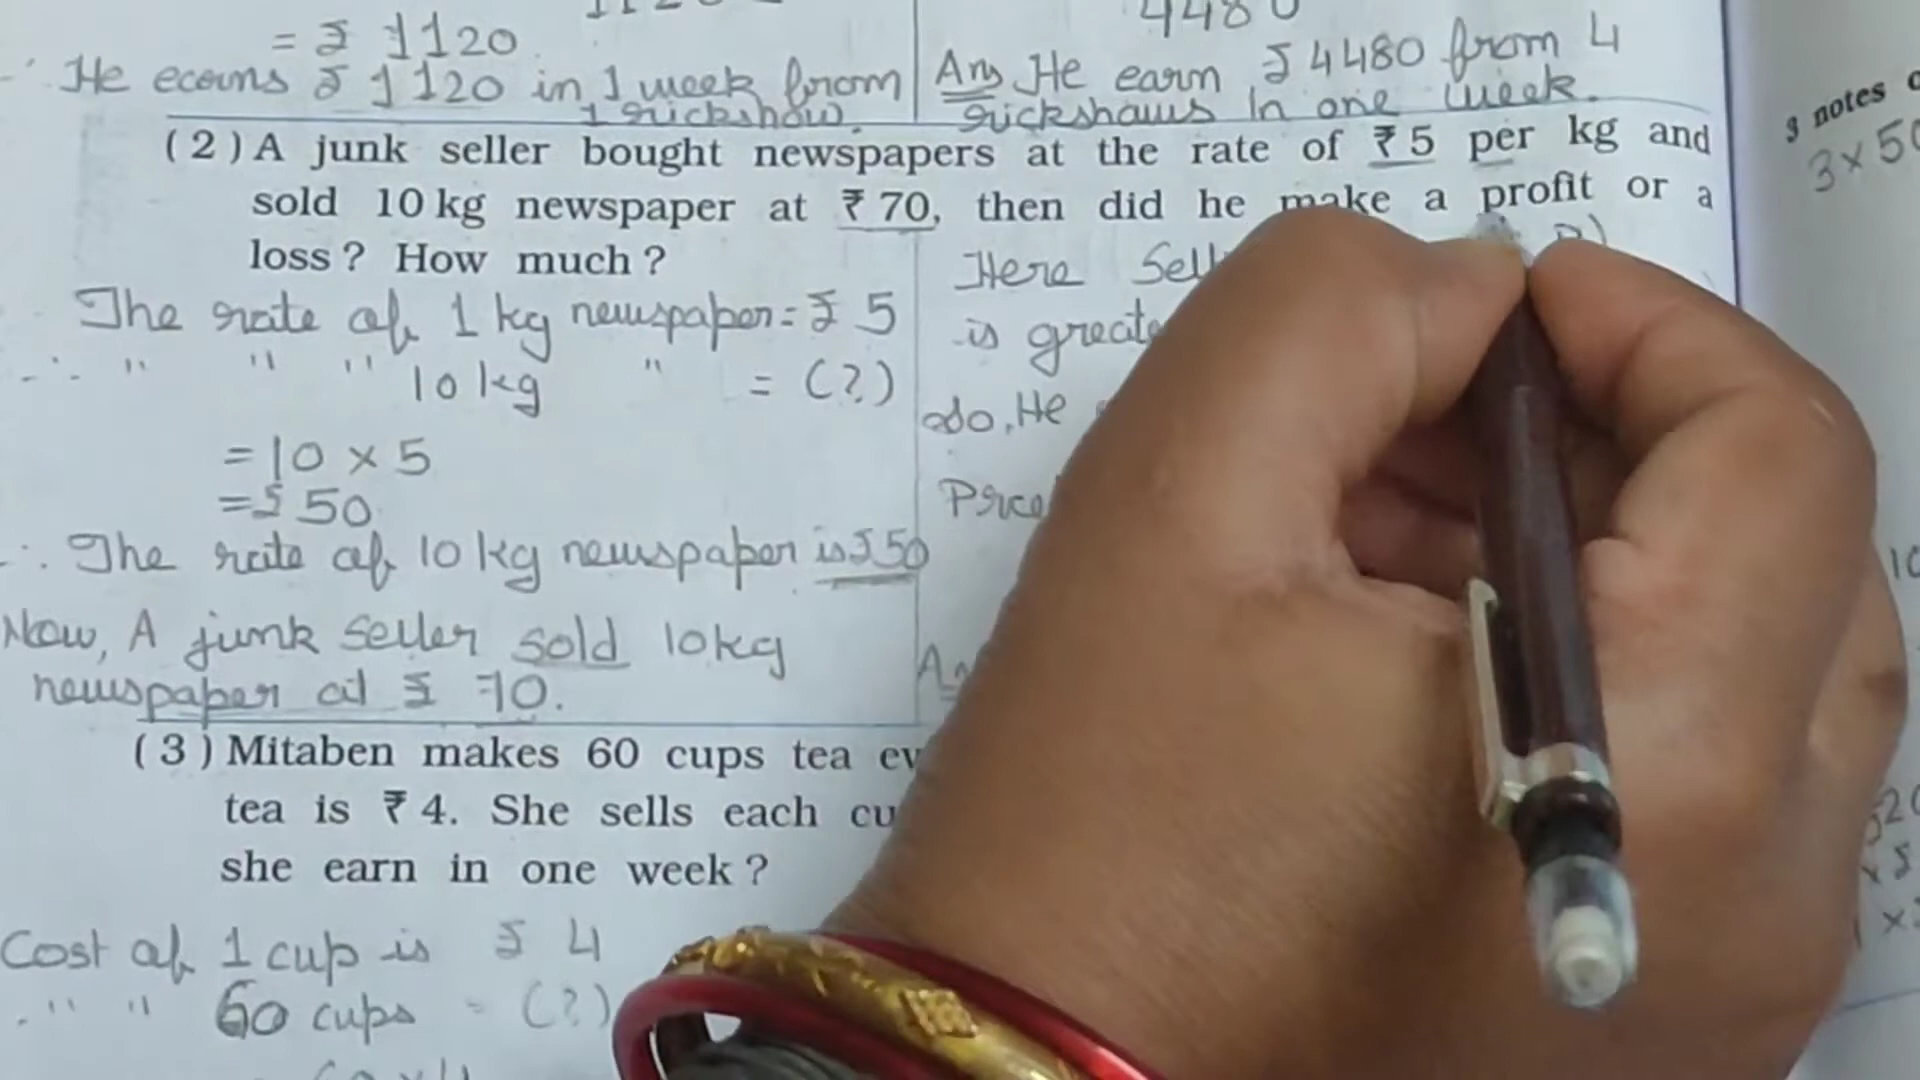 = ₹ 1120
∴ He earns ₹ 1120 in 1 week from
1 rickshaw.
4480
Ans He earn ₹ 4480 from 4
rickshaws In one week.
(2) A junk seller bought newspapers at the rate of ₹ 5 per kg and
sold 10 kg newspaper at ₹ 70, then did he make a profit or a
loss? How much?
The rate of 1 kg newspaper = ₹ 5
∴ " " " 10 kg " = (?)
= 10 × 5
= ₹ 50
∴ The rate of 10 kg newspaper is ₹ 50
Now, A junk seller sold 10 kg
newspaper at ₹ 70.
Here Sell
is greate
So, He
(3) Mitaben makes 60 cups tea
tea is ₹ 4. She sells each
she earn in one week?
Cost of 1 cup is ₹ 4
∴ " " 60 cups = (?)
3 notes
3 × 50